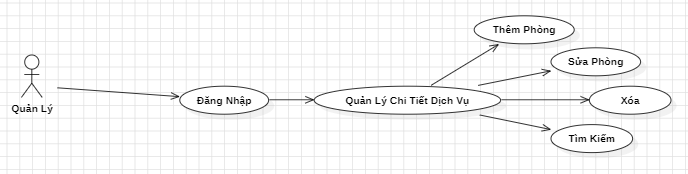 Thêm Phòng
Sửa Phòng
Quản Lý
Đăng Nhập
Quản Lý Chi Tiết Dịch Vụ
Xóa
Tìm Kiếm